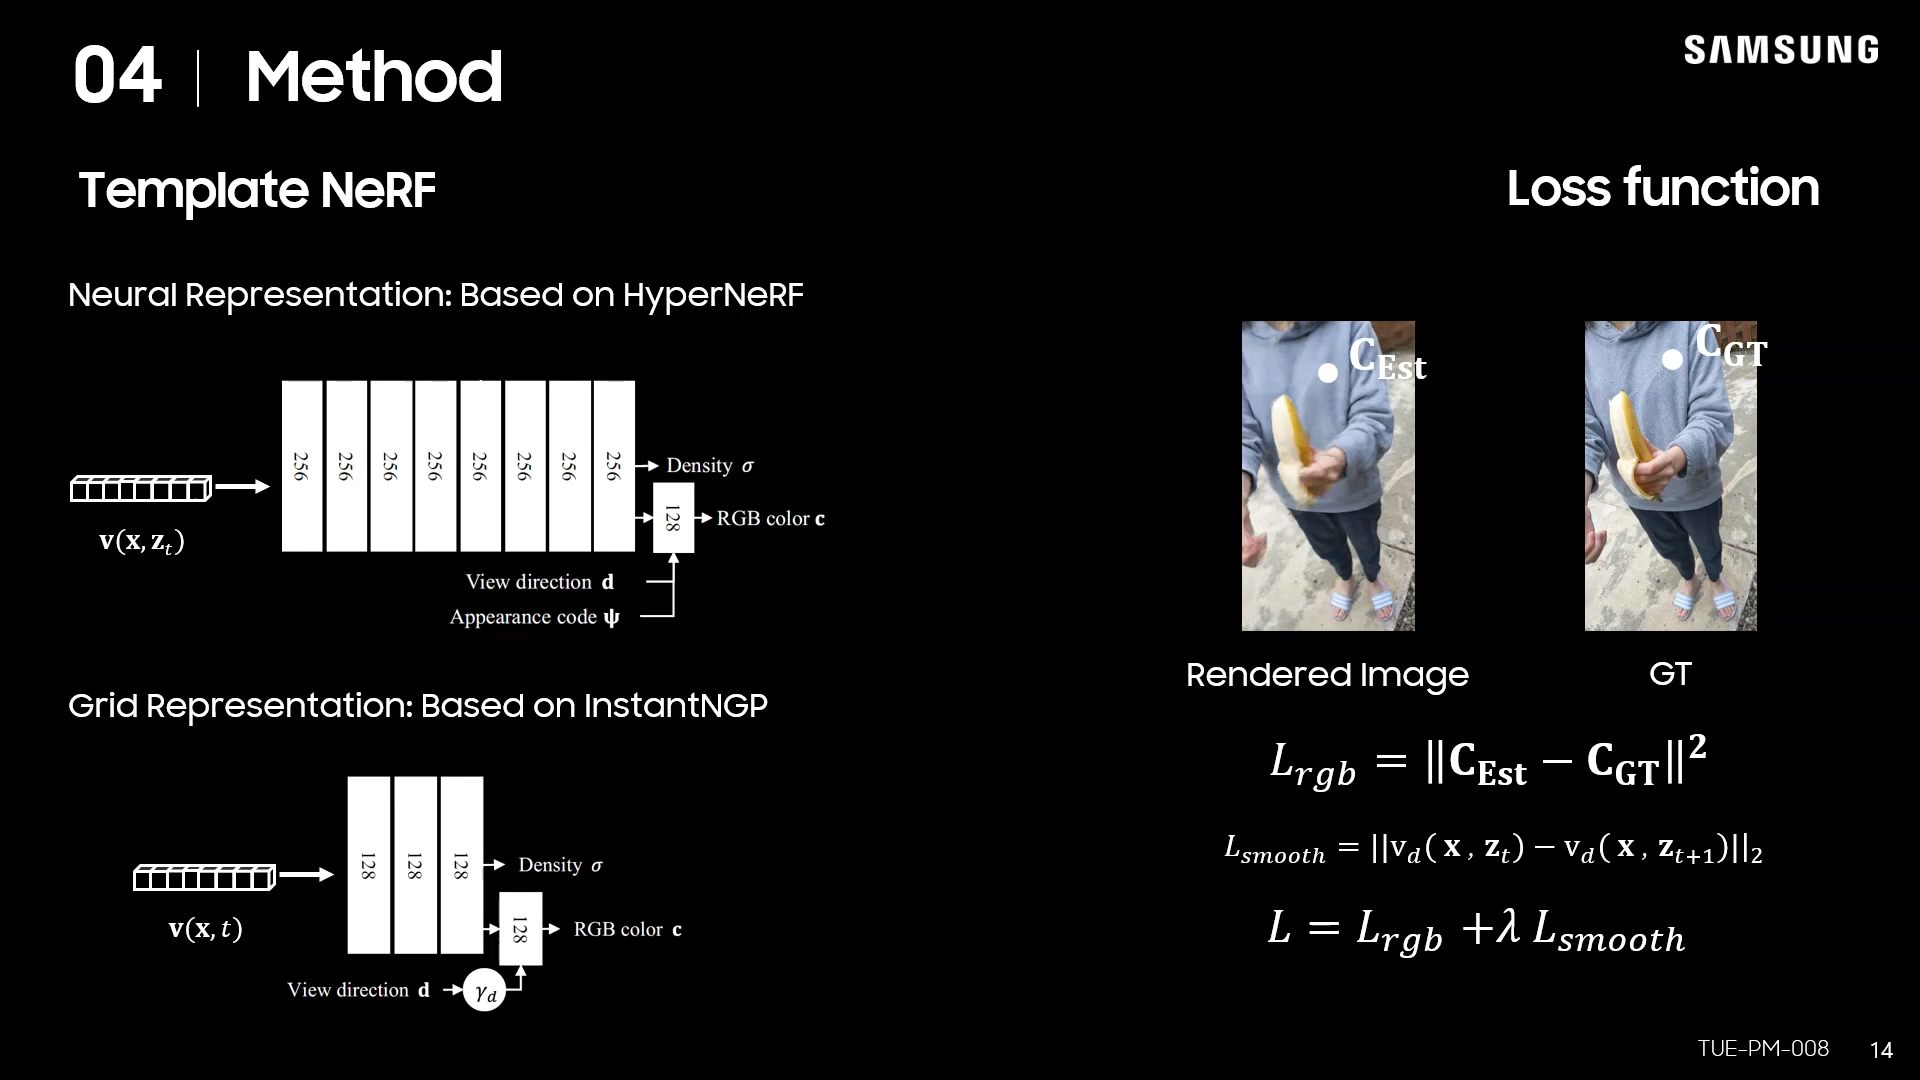 04 | Method
SAMSUNG
Template NeRF
Neural Representation: Based on HyperNeRF
256 256 256 256 256 256 256 256
Density σ
128
RGB color c
v(x, z_t)
View direction d
Appearance code ψ
Grid Representation: Based on InstantNGP
128 128 128
Density σ
128
RGB color c
v(x, t)
View direction d
γ_d
Loss function
C_Est
C_GT
Rendered Image
GT
L_rgb = ‖C_Est − C_GT‖²
L_smooth = ||v_d( x , z_t) − v_d( x , z_{t+1})||_2
L = L_rgb +λ L_smooth
TUE-PM-008
14